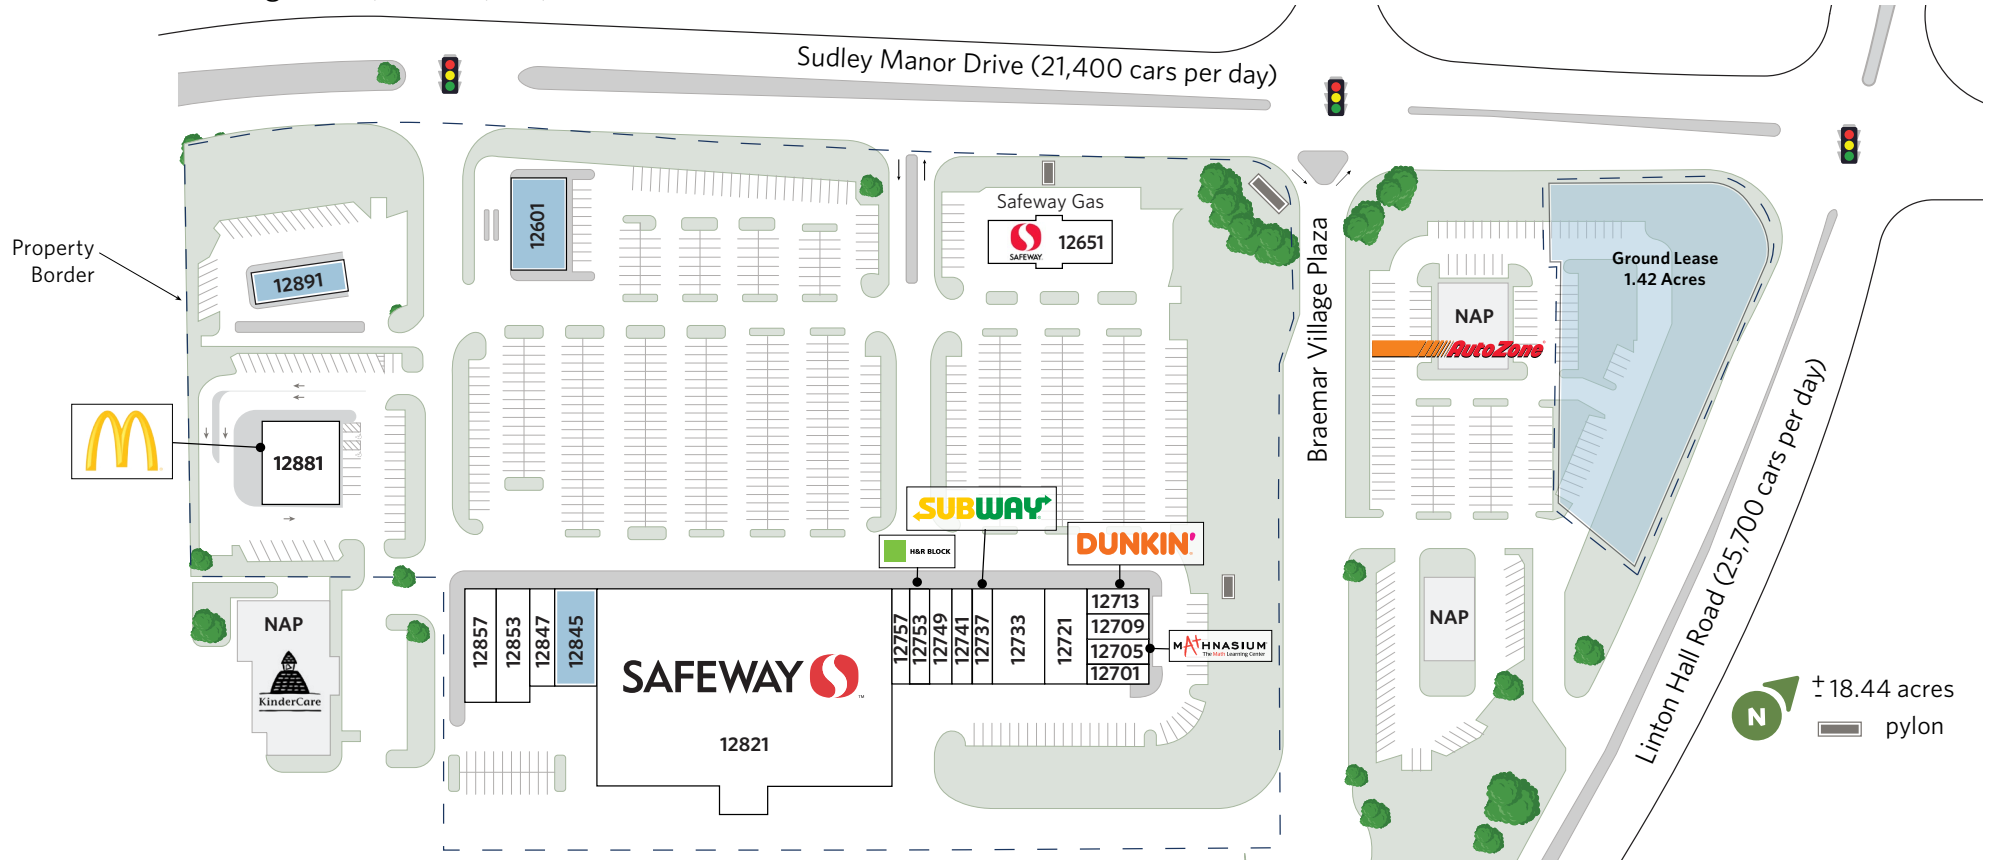 Sudley Manor Drive (21,400 cars per day)
Property
Border
12891
12601
Safeway Gas
SAFEWAY
12651
Braemar Village Plaza
NAP
AutoZone
Ground Lease
1.42 Acres
Linton Hall Road (25,700 cars per day)
12881
SUBWAY
H&R BLOCK
DUNKIN'
NAP
KinderCare
12857
12853
12847
12845
SAFEWAY
12821
12757
12753
12749
12741
12737
12733
12721
12713
12709
12705
12701
MATHNASIUM
The Math Learning Center
NAP
N
± 18.44 acres
pylon